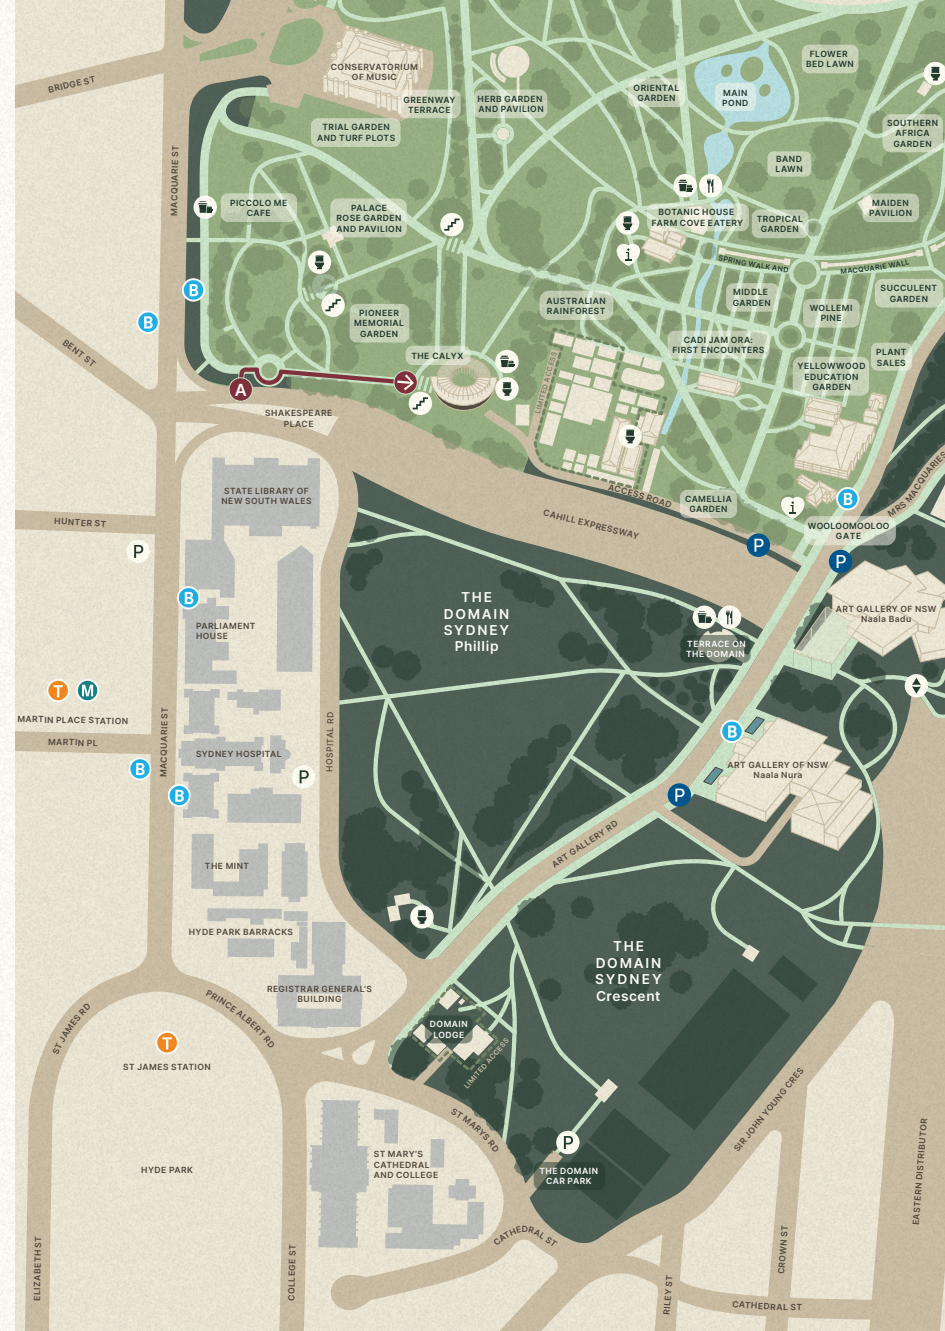 CONSERVATORIUM
OF MUSIC
FLOWER
BED LAWN
BRIDGE ST
GREENWAY
TERRACE
HERB GARDEN
AND PAVILION
ORIENTAL
GARDEN
MAIN
POND
TRIAL GARDEN
AND TURF PLOTS
SOUTHERN
AFRICA
GARDEN
MACQUARIE ST
BAND
LAWN
PICCOLO ME
CAFE
PALACE
ROSE GARDEN
AND PAVILION
BOTANIC HOUSE
FARM COVE EATERY
TROPICAL
GARDEN
MAIDEN
PAVILION
i
SPRING WALK AND
MACQUARIE WALL
B
B
PIONEER
MEMORIAL
GARDEN
AUSTRALIAN
RAINFOREST
MIDDLE
GARDEN
WOLLEMI
PINE
SUCCULENT
GARDEN
BENT ST
THE CALYX
CADI JAM ORA:
FIRST ENCOUNTERS
PLANT
SALES
YELLOWWOOD
EDUCATION
GARDEN
A
LIMITED ACCESS
SHAKESPEARE
PLACE
STATE LIBRARY OF
NEW SOUTH WALES
ACCESS ROAD
CAMELLIA
GARDEN
i
B
MRS MACQUARIES
HUNTER ST
CAHILL EXPRESSWAY
WOOLOOMOOLOO
GATE
P
P
P
B
THE
DOMAIN
SYDNEY
Phillip
PARLIAMENT
HOUSE
ART GALLERY OF NSW
Naala Badu
TERRACE ON
THE DOMAIN
T
M
MARTIN PLACE STATION
MARTIN PL
MACQUARIE ST
SYDNEY HOSPITAL
HOSPITAL RD
B
P
B
B
ART GALLERY OF NSW
Naala Nura
P
ART GALLERY RD
THE MINT
HYDE PARK BARRACKS
THE
DOMAIN
SYDNEY
Crescent
REGISTRAR GENERAL'S
BUILDING
ST JAMES RD
PRINCE ALBERT RD
T
ST JAMES STATION
DOMAIN
LODGE
LIMITED ACCESS
ST MARYS RD
SIR JOHN YOUNG CRES
P
THE DOMAIN
CAR PARK
HYDE PARK
ST MARY'S
CATHEDRAL
AND COLLEGE
EASTERN DISTRIBUTOR
CATHEDRAL ST
ELIZABETH ST
COLLEGE ST
CROWN ST
RILEY ST
CATHEDRAL ST